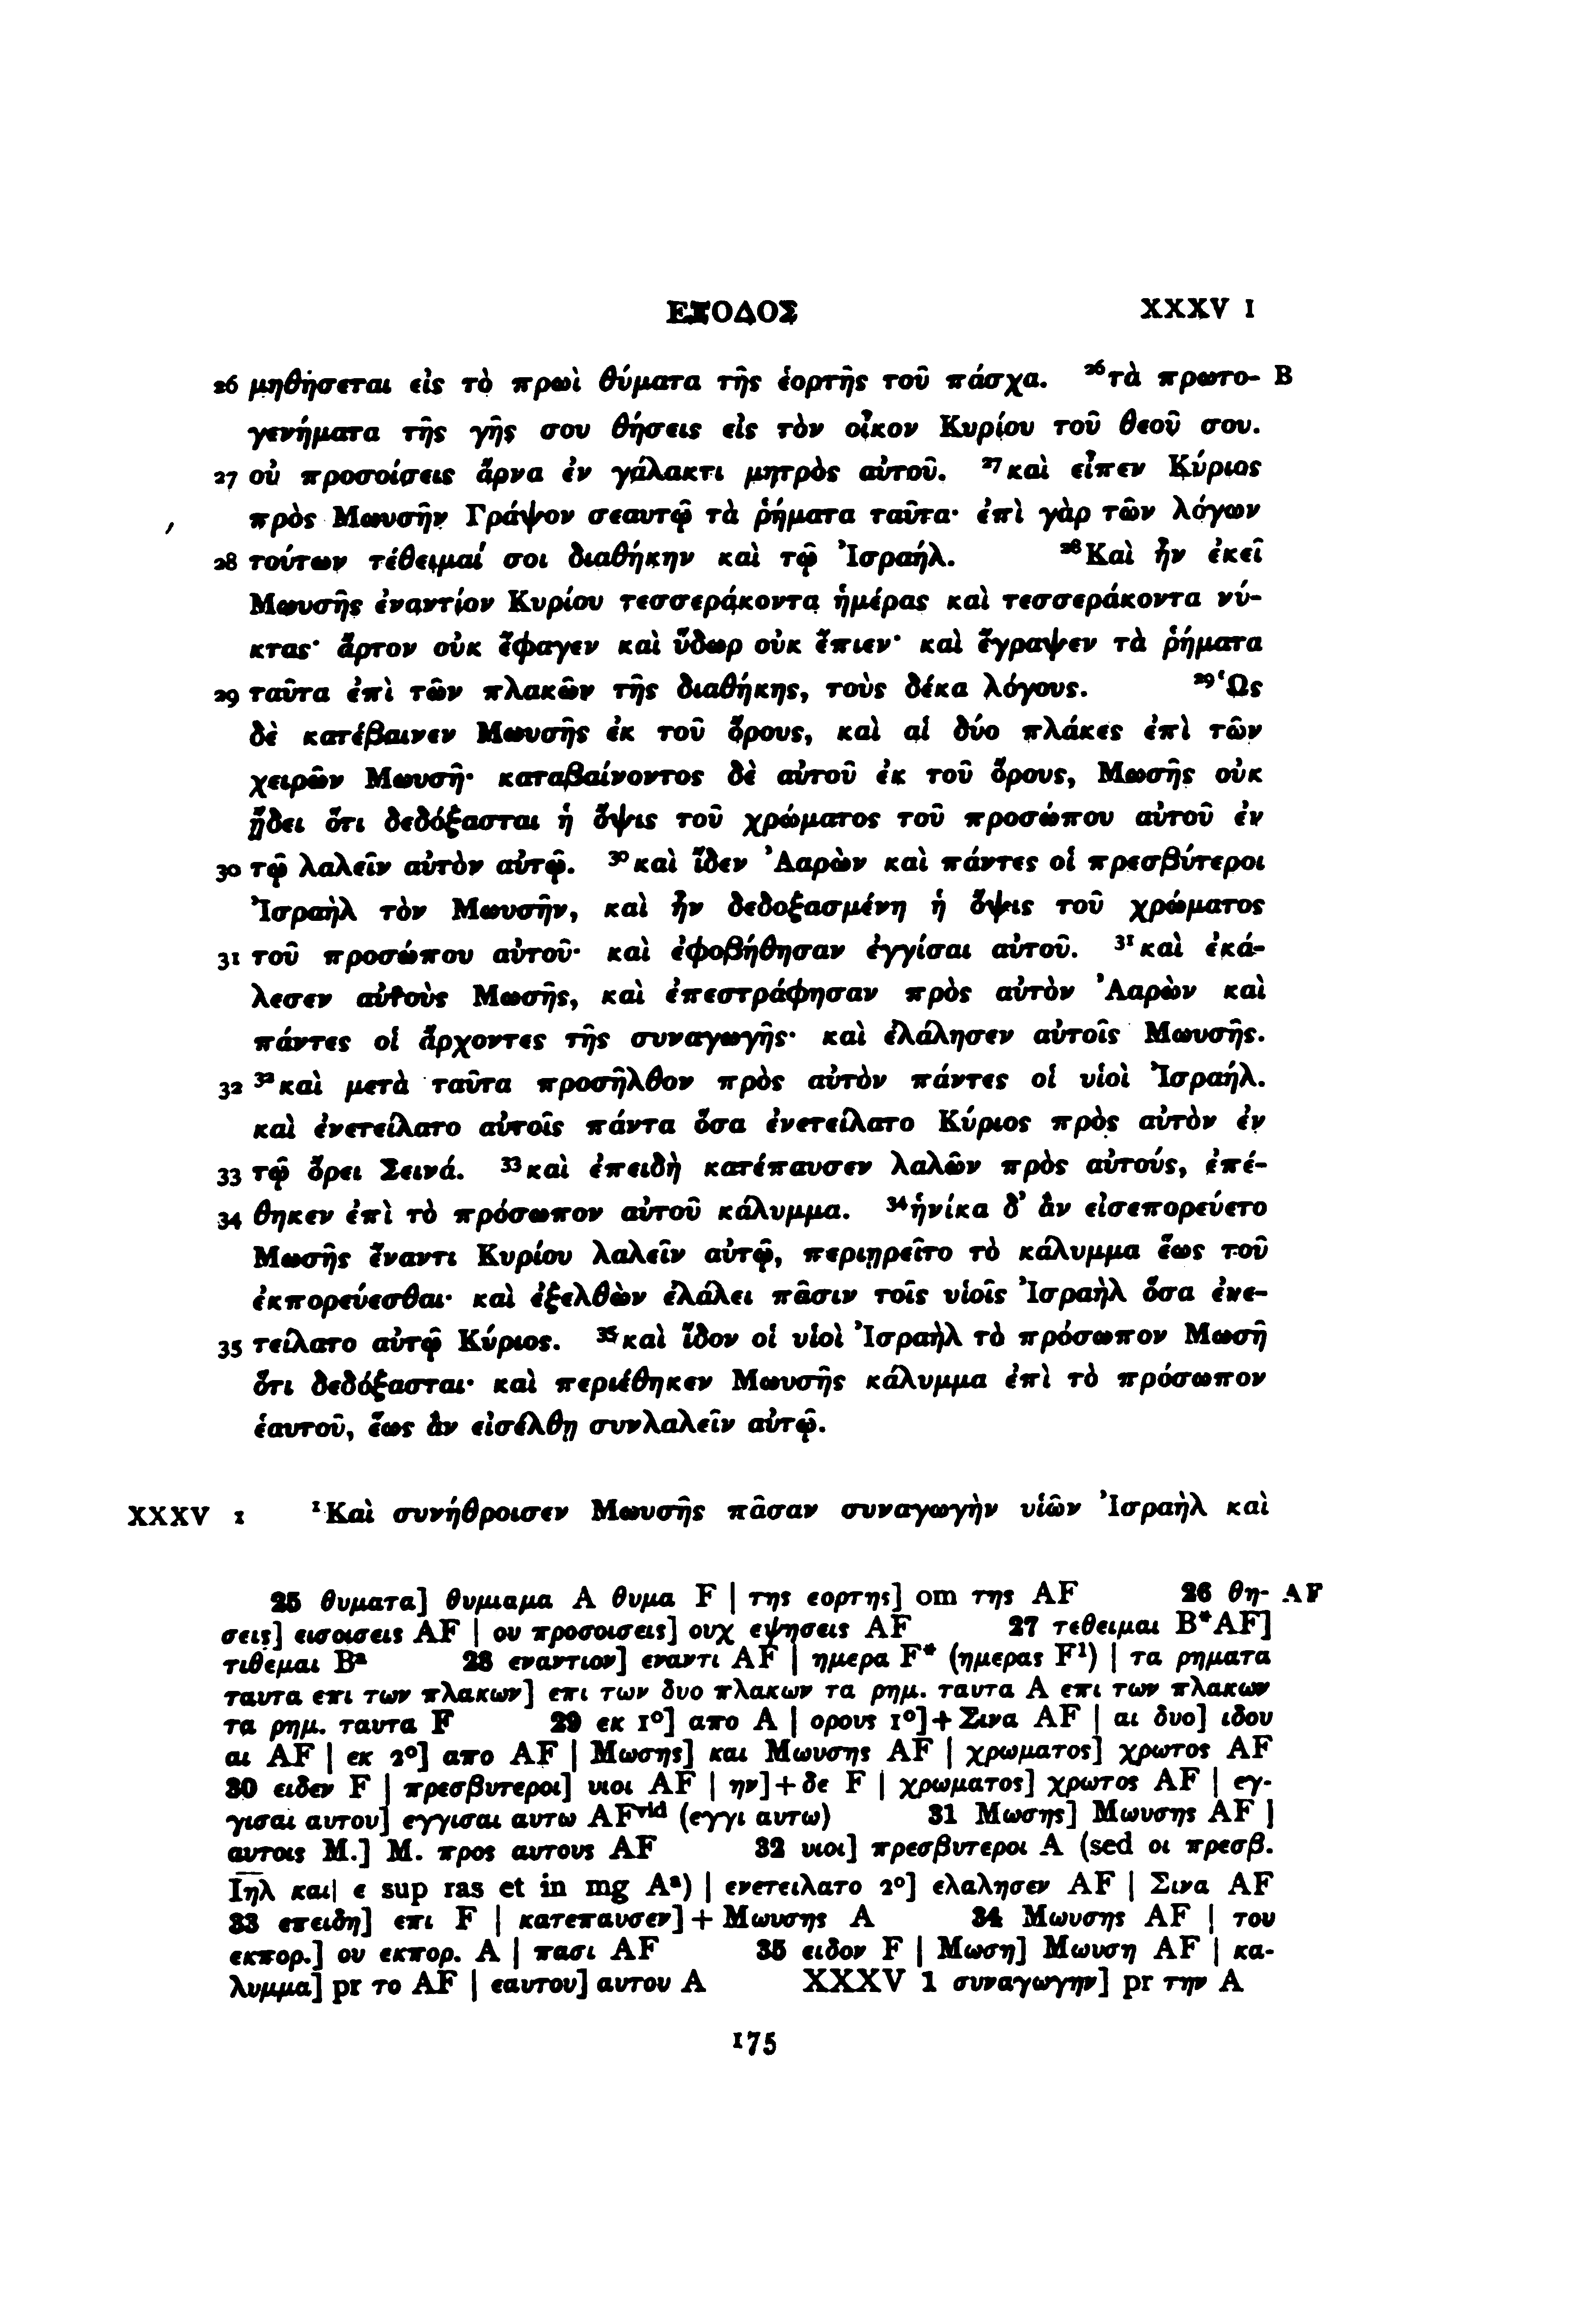 ΕΞΟΔΟΣ XXXV 1
26 μηθήσεται εἰς τὸ πρωὶ θύματα τῆς ἑορτῆς τοῦ πάσχα. ²⁶τὰ πρωτο- B
γενήματα τῆς γῆς σου θήσεις εἰς τὸν οἶκον Κυρίου τοῦ θεοῦ σου.
27 οὐ προσοίσεις ἄρνα ἐν γάλακτι μητρὸς αὐτοῦ. ²⁷καὶ εἶπεν Κύριος
πρὸς Μωυσῆν Γράψον σεαυτῷ τὰ ῥήματα ταῦτα· ἐπὶ γὰρ τῶν λόγων
28 τούτων τέθειμαί σοι διαθήκην καὶ τῷ Ἰσραήλ. ²⁸Καὶ ἦν ἐκεῖ
Μωυσῆς ἐναντίον Κυρίου τεσσεράκοντα ἡμέρας καὶ τεσσεράκοντα νύ-
κτας· ἄρτον οὐκ ἔφαγεν καὶ ὕδωρ οὐκ ἔπιεν· καὶ ἔγραψεν τὰ ῥήματα
29 ταῦτα ἐπὶ τῶν πλακῶν τῆς διαθήκης, τοὺς δέκα λόγους. ²⁹Ὡς
δὲ κατέβαινεν Μωυσῆς ἐκ τοῦ ὄρους, καὶ αἱ δύο πλάκες ἐπὶ τῶν
χειρῶν Μωυσῆ· καταβαίνοντος δὲ αὐτοῦ ἐκ τοῦ ὄρους, Μωσῆς οὐκ
ᾔδει ὅτι δεδόξασται ἡ ὄψις τοῦ χρώματος τοῦ προσώπου αὐτοῦ ἐν
30 τῷ λαλεῖν αὐτὸν αὐτῷ. ³⁰καὶ ἴδεν Ἀαρὼν καὶ πάντες οἱ πρεσβύτεροι
Ἰσραὴλ τὸν Μωυσῆν, καὶ ἦν δεδοξασμένη ἡ ὄψις τοῦ χρώματος
31 τοῦ προσώπου αὐτοῦ· καὶ ἐφοβήθησαν ἐγγίσαι αὐτοῦ. ³¹καὶ ἐκά-
λεσεν αὐτοὺς Μωσῆς, καὶ ἐπεστράφησαν πρὸς αὐτὸν Ἀαρὼν καὶ
πάντες οἱ ἄρχοντες τῆς συναγωγῆς· καὶ ἐλάλησεν αὐτοῖς Μωυσῆς.
32 ³²καὶ μετὰ ταῦτα προσῆλθον πρὸς αὐτὸν πάντες οἱ υἱοὶ Ἰσραήλ.
καὶ ἐνετείλατο αὐτοῖς πάντα ὅσα ἐνετείλατο Κύριος πρὸς αὐτὸν ἐν
33 τῷ ὄρει Σεινά. ³³καὶ ἐπειδὴ κατέπαυσεν λαλῶν πρὸς αὐτούς, ἐπέ-
34 θηκεν ἐπὶ τὸ πρόσωπον αὐτοῦ κάλυμμα. ³⁴ἡνίκα δ’ ἂν εἰσεπορεύετο
Μωσῆς ἔναντι Κυρίου λαλεῖν αὐτῷ, περιῃρεῖτο τὸ κάλυμμα ἕως τοῦ
ἐκπορεύεσθαι· καὶ ἐξελθὼν ἐλάλει πᾶσιν τοῖς υἱοῖς Ἰσραὴλ ὅσα ἐνε-
35 τείλατο αὐτῷ Κύριος. ³⁵καὶ ἴδον οἱ υἱοὶ Ἰσραὴλ τὸ πρόσωπον Μωσῆ
ὅτι δεδόξασται· καὶ περιέθηκεν Μωυσῆς κάλυμμα ἐπὶ τὸ πρόσωπον
ἑαυτοῦ, ἕως ἂν εἰσέλθῃ συνλαλεῖν αὐτῷ.
XXXV 1 ¹Καὶ συνήθροισεν Μωυσῆς πᾶσαν συναγωγὴν υἱῶν Ἰσραὴλ καὶ
25 θυματα] θυμιαμα A θυμα F | της εορτης] om της AF 26 θη- AF
σεις] εισοισεις AF | ου προσοισεις] ουχ εψησεις AF 27 τεθειμαι B*AF]
τιθεμαι Bᵃ 28 εναντιον] εναντι AF | ημερα F* (ημερας F¹) | τα ρηματα
ταυτα επι των πλακων] επι των δυο πλακων τα ρημ. ταυτα A επι των πλακων
τα ρημ. ταυτα F 29 εκ 1°] απο A | ορους 1°]+Σινα AF | αι δυο] ιδου
αι AF | εκ 2°] απο AF | Μωσης] και Μωυσης AF | χρωματος] χρωτος AF
30 ειδεν F | πρεσβυτεροι] υιοι AF | ην]+δε F | χρωματος] χρωτος AF | εγ-
γισαι αυτου] εγγισαι αυτω AFᵛⁱᵈ (εγγι αυτω) 31 Μωσης] Μωυσης AF |
αυτοις Μ.] Μ. προς αυτους AF 32 υιοι] πρεσβυτεροι A (sed οι πρεσβ.
Ιηλ και| ε sup ras et in mg Aᵃ) | ενετειλατο 2°] ελαλησεν AF | Σινα AF
33 επειδη] επι F | κατεπαυσεν]+Μωυσης A 34 Μωυσης AF | του
εκπορ.] ου εκπορ. A | πασι AF 35 ειδον F | Μωση] Μωυση AF | κα-
λυμμα] pr το AF | εαυτου] αυτου A XXXV 1 συναγωγην] pr την A
175